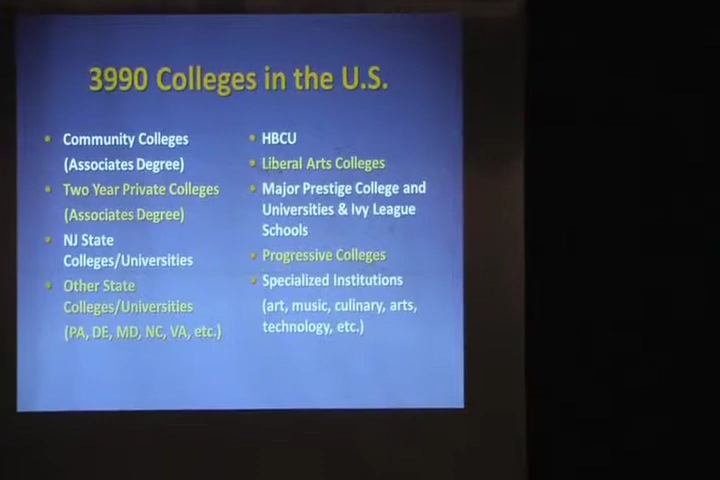 3990 Colleges in the U.S.
• Community Colleges
(Associates Degree)
• Two Year Private Colleges
(Associates Degree)
• NJ State
Colleges/Universities
• Other State
Colleges/Universities
(PA, DE, MD, NC, VA, etc.)
• HBCU
• Liberal Arts Colleges
• Major Prestige College and
Universities & Ivy League
Schools
• Progressive Colleges
• Specialized Institutions
(art, music, culinary, arts,
technology, etc.)